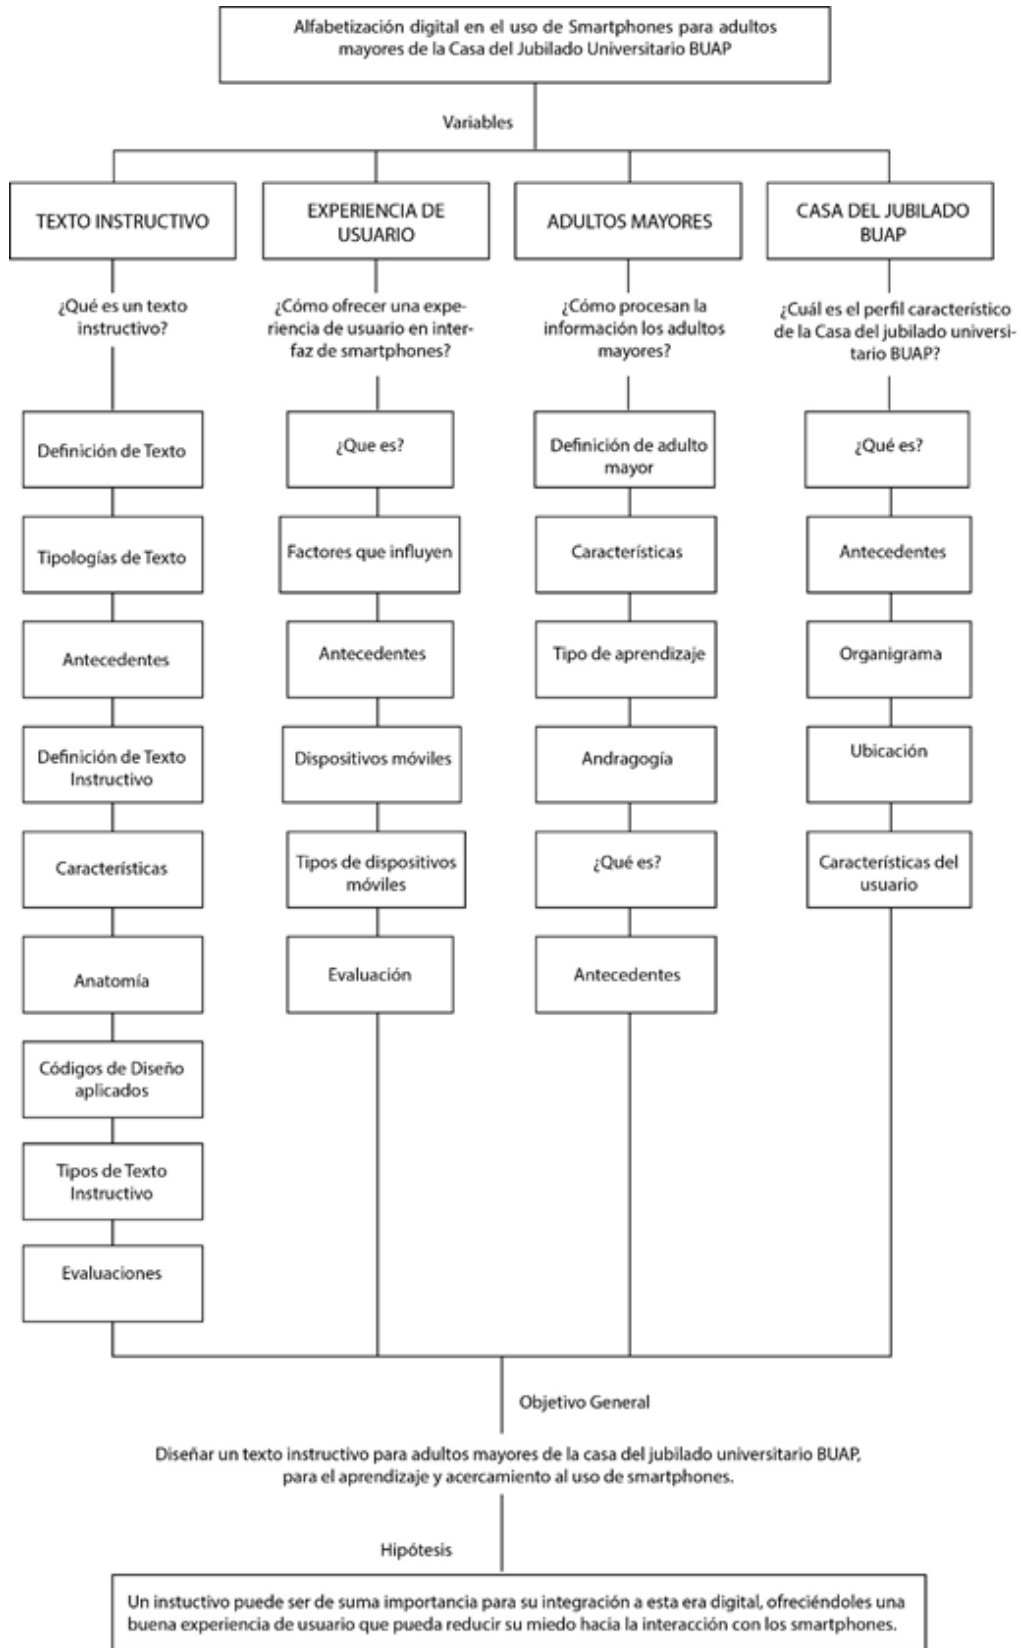 Alfabetización digital en el uso de Smartphones para adultos
mayores de la Casa del Jubilado Universitario BUAP
Variables
TEXTO INSTRUCTIVO
¿Qué es un texto
instructivo?
Definición de Texto
Tipologías de Texto
Antecedentes
Definición de Texto
Instructivo
Características
Anatomía
Códigos de Diseño
aplicados
Tipos de Texto
Instructivo
Evaluaciones
EXPERIENCIA DE
USUARIO
¿Cómo ofrecer una expe-
riencia de usuario en inter-
faz de smartphones?
¿Que es?
Factores que influyen
Antecedentes
Dispositivos móviles
Tipos de dispositivos
móviles
Evaluación
ADULTOS MAYORES
¿Cómo procesan la
información los adultos
mayores?
Definición de adulto
mayor
Características
Tipo de aprendizaje
Andragogía
¿Qué es?
Antecedentes
CASA DEL JUBILADO
BUAP
¿Cuál es el perfil característico
de la Casa del jubilado universi-
tario BUAP?
¿Qué es?
Antecedentes
Organigrama
Ubicación
Características del
usuario
Objetivo General
Diseñar un texto instructivo para adultos mayores de la casa del jubilado universitario BUAP,
para el aprendizaje y acercamiento al uso de smartphones.
Hipótesis
Un instuctivo puede ser de suma importancia para su integración a esta era digital, ofreciéndoles una
buena experiencia de usuario que pueda reducir su miedo hacia la interacción con los smartphones.